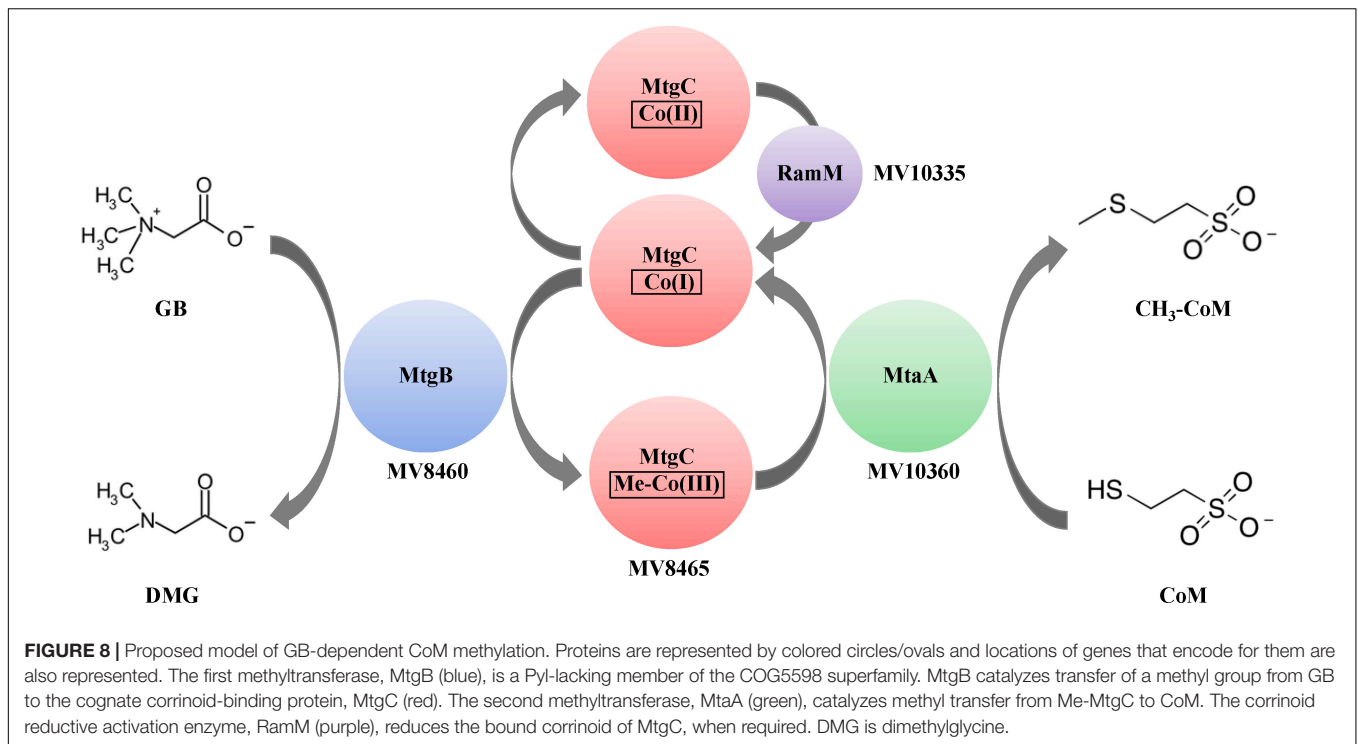 MtgC
Co(II)
RamM
MV10335
MtgC
Co(I)
H₃C
H₃C
H₃C
N
+
O
O
−
GB
MtgB
MV8460
H₃C
H₃C
N
O
O
−
DMG
MtgC
Me-Co(III)
MV8465
MtaA
MV10360
S
O
S
O
O
−
CH₃-CoM
HS
O
S
O
O
−
CoM
FIGURE 8 | Proposed model of GB-dependent CoM methylation. Proteins are represented by colored circles/ovals and locations of genes that encode for them are
also represented. The first methyltransferase, MtgB (blue), is a Pyl-lacking member of the COG5598 superfamily. MtgB catalyzes transfer of a methyl group from GB
to the cognate corrinoid-binding protein, MtgC (red). The second methyltransferase, MtaA (green), catalyzes methyl transfer from Me-MtgC to CoM. The corrinoid
reductive activation enzyme, RamM (purple), reduces the bound corrinoid of MtgC, when required. DMG is dimethylglycine.